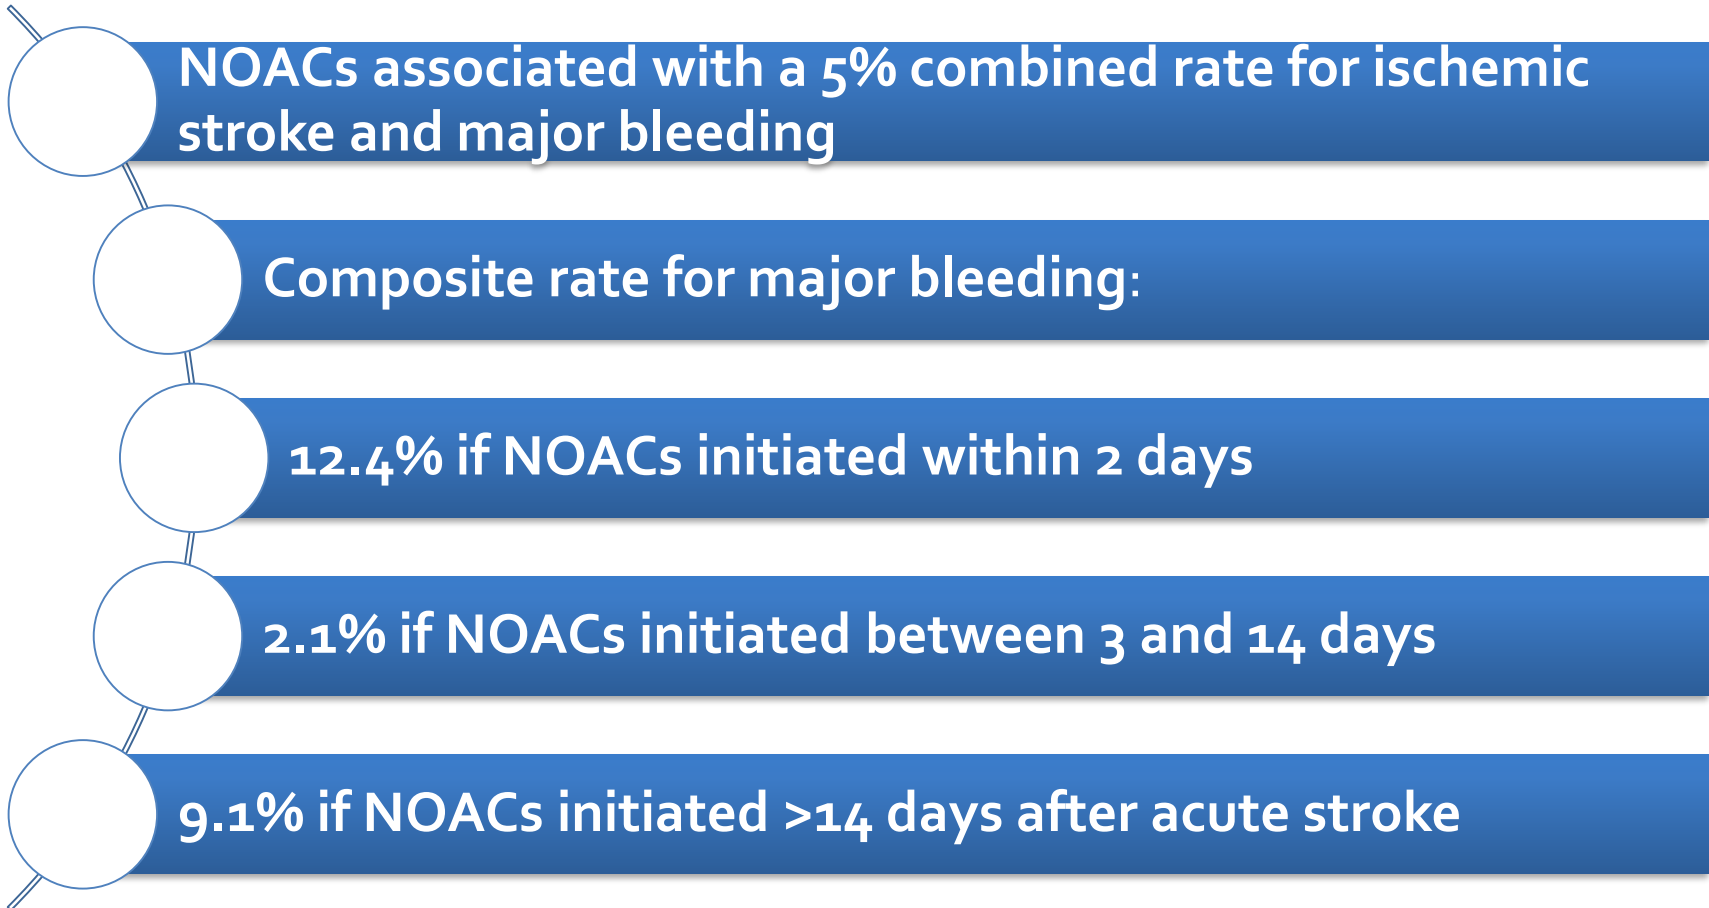 NOACs associated with a 5% combined rate for ischemic
stroke and major bleeding
Composite rate for major bleeding:
12.4% if NOACs initiated within 2 days
2.1% if NOACs initiated between 3 and 14 days
9.1% if NOACs initiated >14 days after acute stroke